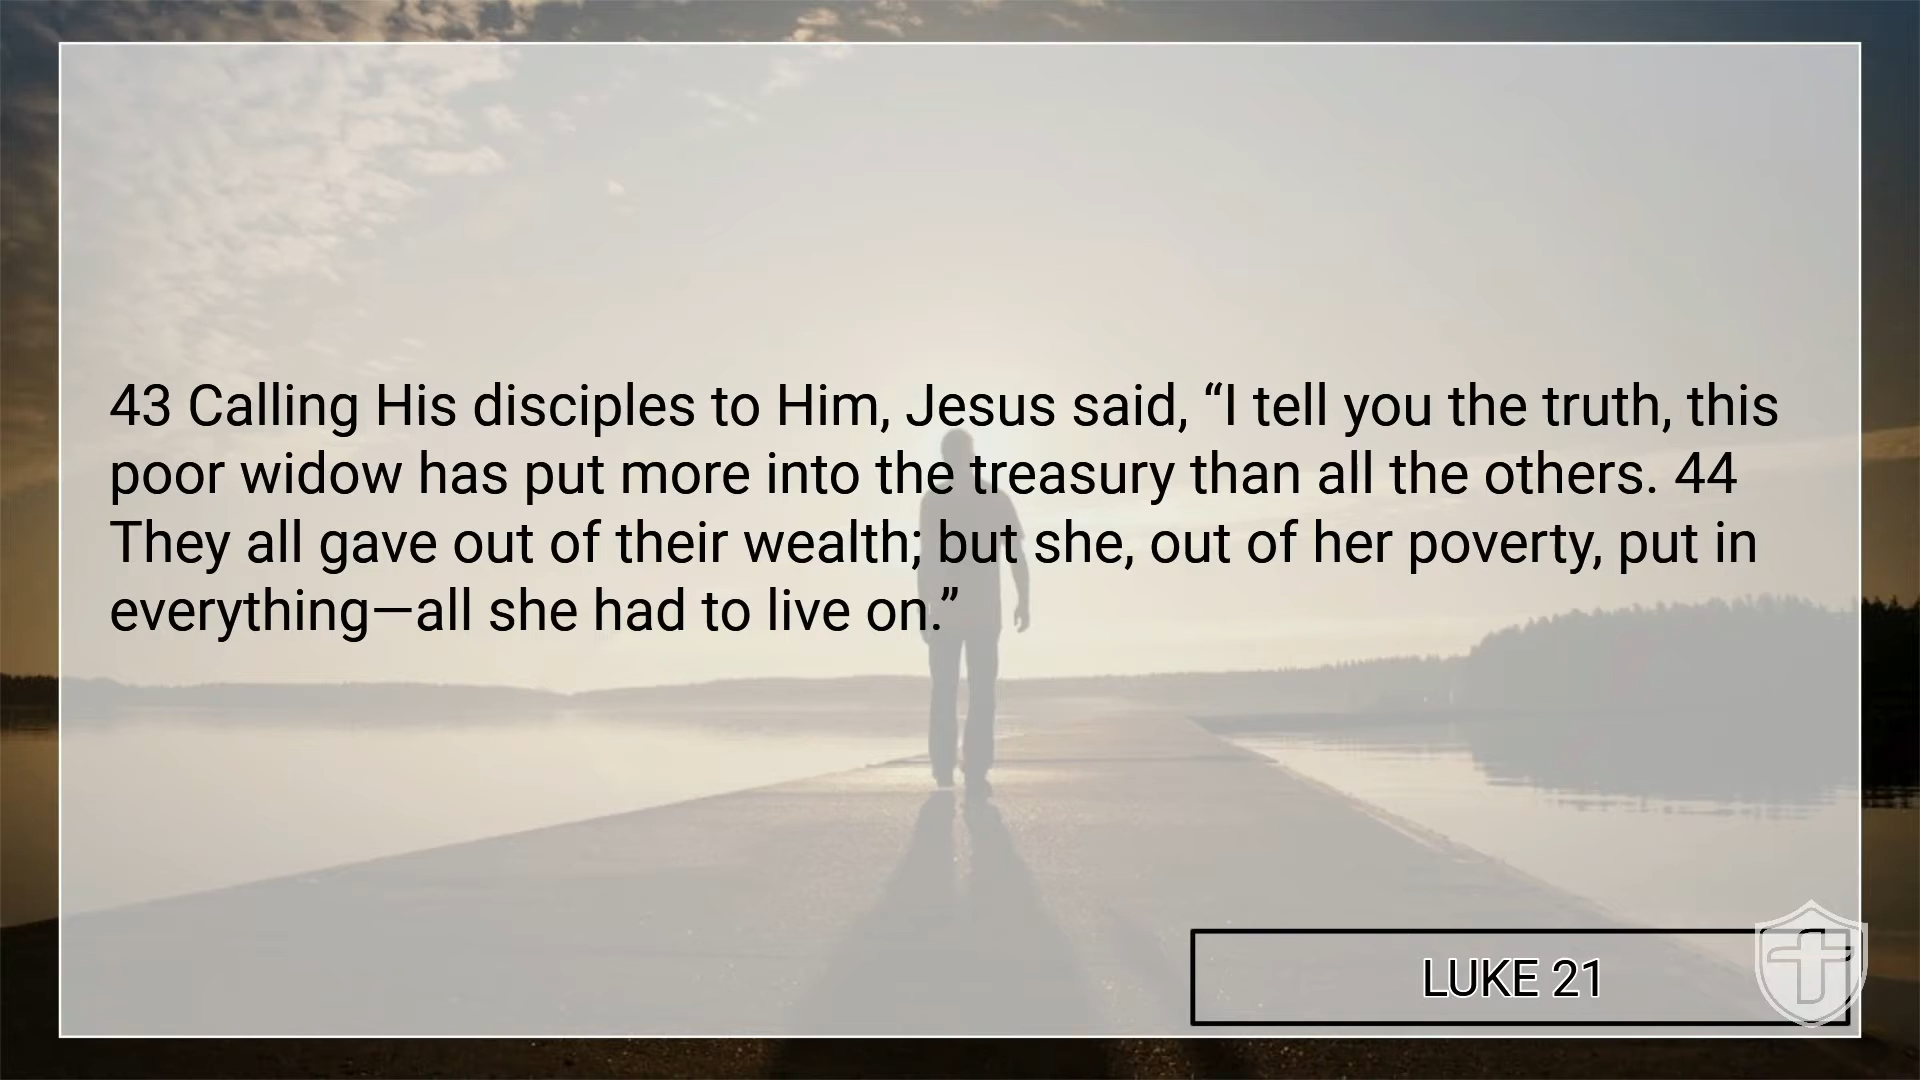 43 Calling His disciples to Him, Jesus said, “I tell you the truth, this
poor widow has put more into the treasury than all the others. 44
They all gave out of their wealth; but she, out of her poverty, put in
everything—all she had to live on.”
LUKE 21